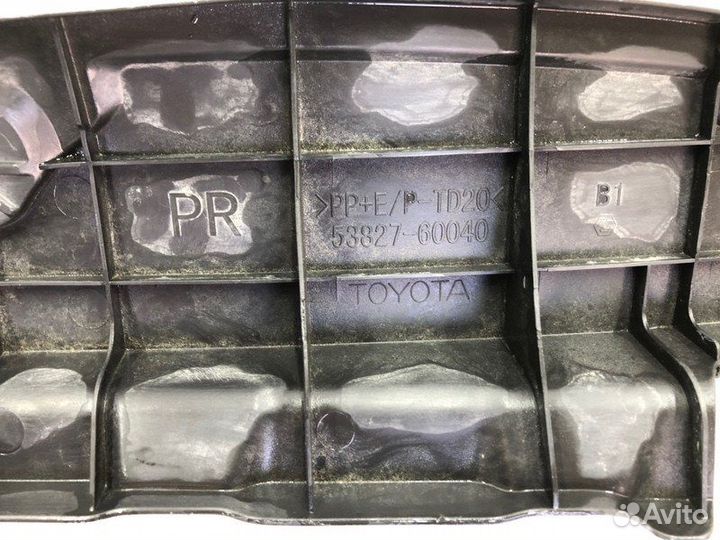 PR
>PP+E/P-TD20<
53827-60040
TOYOTA
B1
Avito